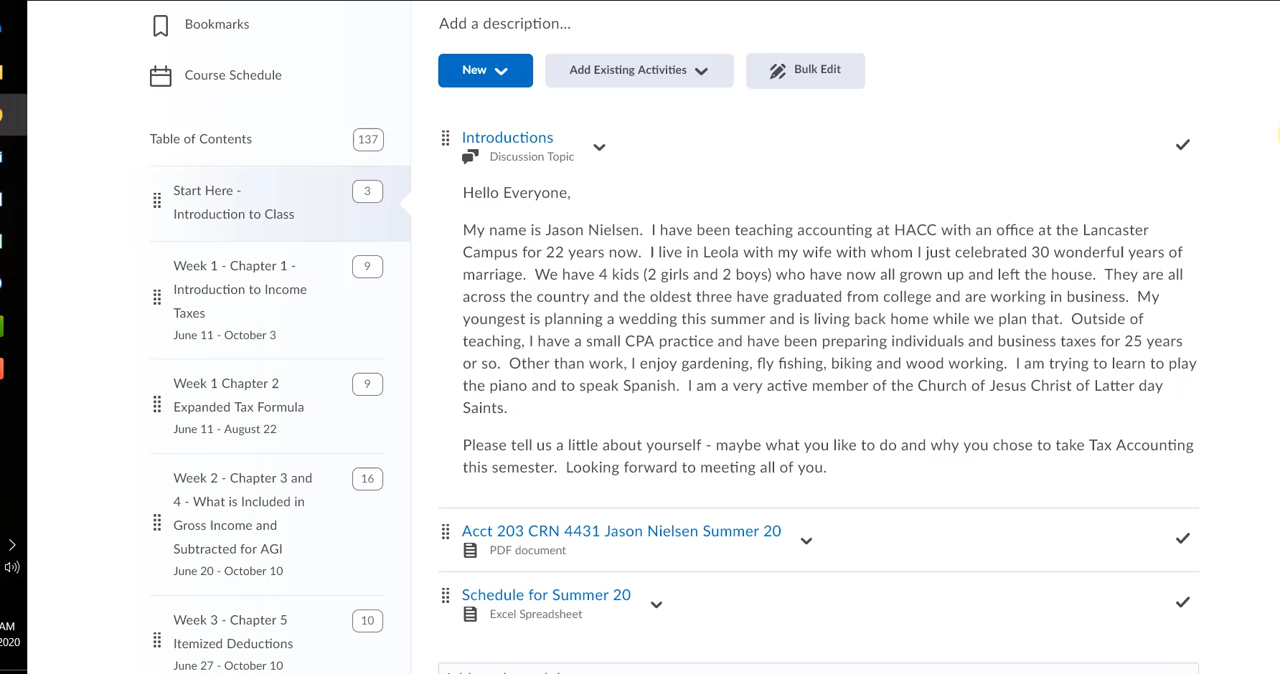 Bookmarks
Course Schedule
Table of Contents 137
Start Here - 3
Introduction to Class
Week 1 - Chapter 1 - 9
Introduction to Income
Taxes
June 11 - October 3
Week 1 Chapter 2 9
Expanded Tax Formula
June 11 - August 22
Week 2 - Chapter 3 and 16
4 - What is Included in
Gross Income and
Subtracted for AGI
June 20 - October 10
Week 3 - Chapter 5 10
Itemized Deductions
June 27 - October 10
AM
2020
Add a description...
New
Add Existing Activities
Bulk Edit
Introductions
Discussion Topic
Hello Everyone,
My name is Jason Nielsen. I have been teaching accounting at HACC with an office at the Lancaster
Campus for 22 years now. I live in Leola with my wife with whom I just celebrated 30 wonderful years of
marriage. We have 4 kids (2 girls and 2 boys) who have now all grown up and left the house. They are all
across the country and the oldest three have graduated from college and are working in business. My
youngest is planning a wedding this summer and is living back home while we plan that. Outside of
teaching, I have a small CPA practice and have been preparing individuals and business taxes for 25 years
or so. Other than work, I enjoy gardening, fly fishing, biking and wood working. I am trying to learn to play
the piano and to speak Spanish. I am a very active member of the Church of Jesus Christ of Latter day
Saints.
Please tell us a little about yourself - maybe what you like to do and why you chose to take Tax Accounting
this semester. Looking forward to meeting all of you.
Acct 203 CRN 4431 Jason Nielsen Summer 20
PDF document
Schedule for Summer 20
Excel Spreadsheet